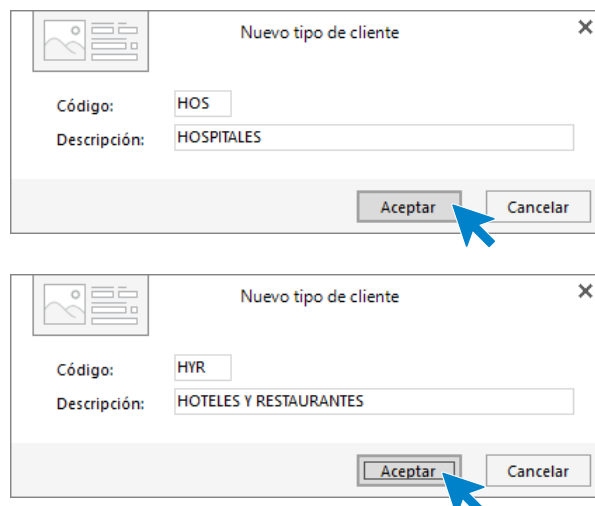 Nuevo tipo de cliente
Código: HOS
Descripción: HOSPITALES
Aceptar Cancelar
Nuevo tipo de cliente
Código: HYR
Descripción: HOTELES Y RESTAURANTES
Aceptar Cancelar